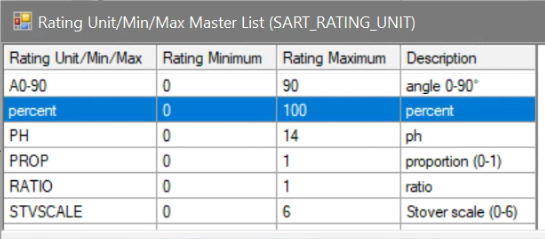 Rating Unit/Min/Max Master List (SART_RATING_UNIT)
Rating Unit/Min/Max Rating Minimum Rating Maximum Description
A0-90 0 90 angle 0-90°
percent 0 100 percent
PH 0 14 ph
PROP 0 1 proportion (0-1)
RATIO 0 1 ratio
STVSCALE 0 6 Stover scale (0-6)